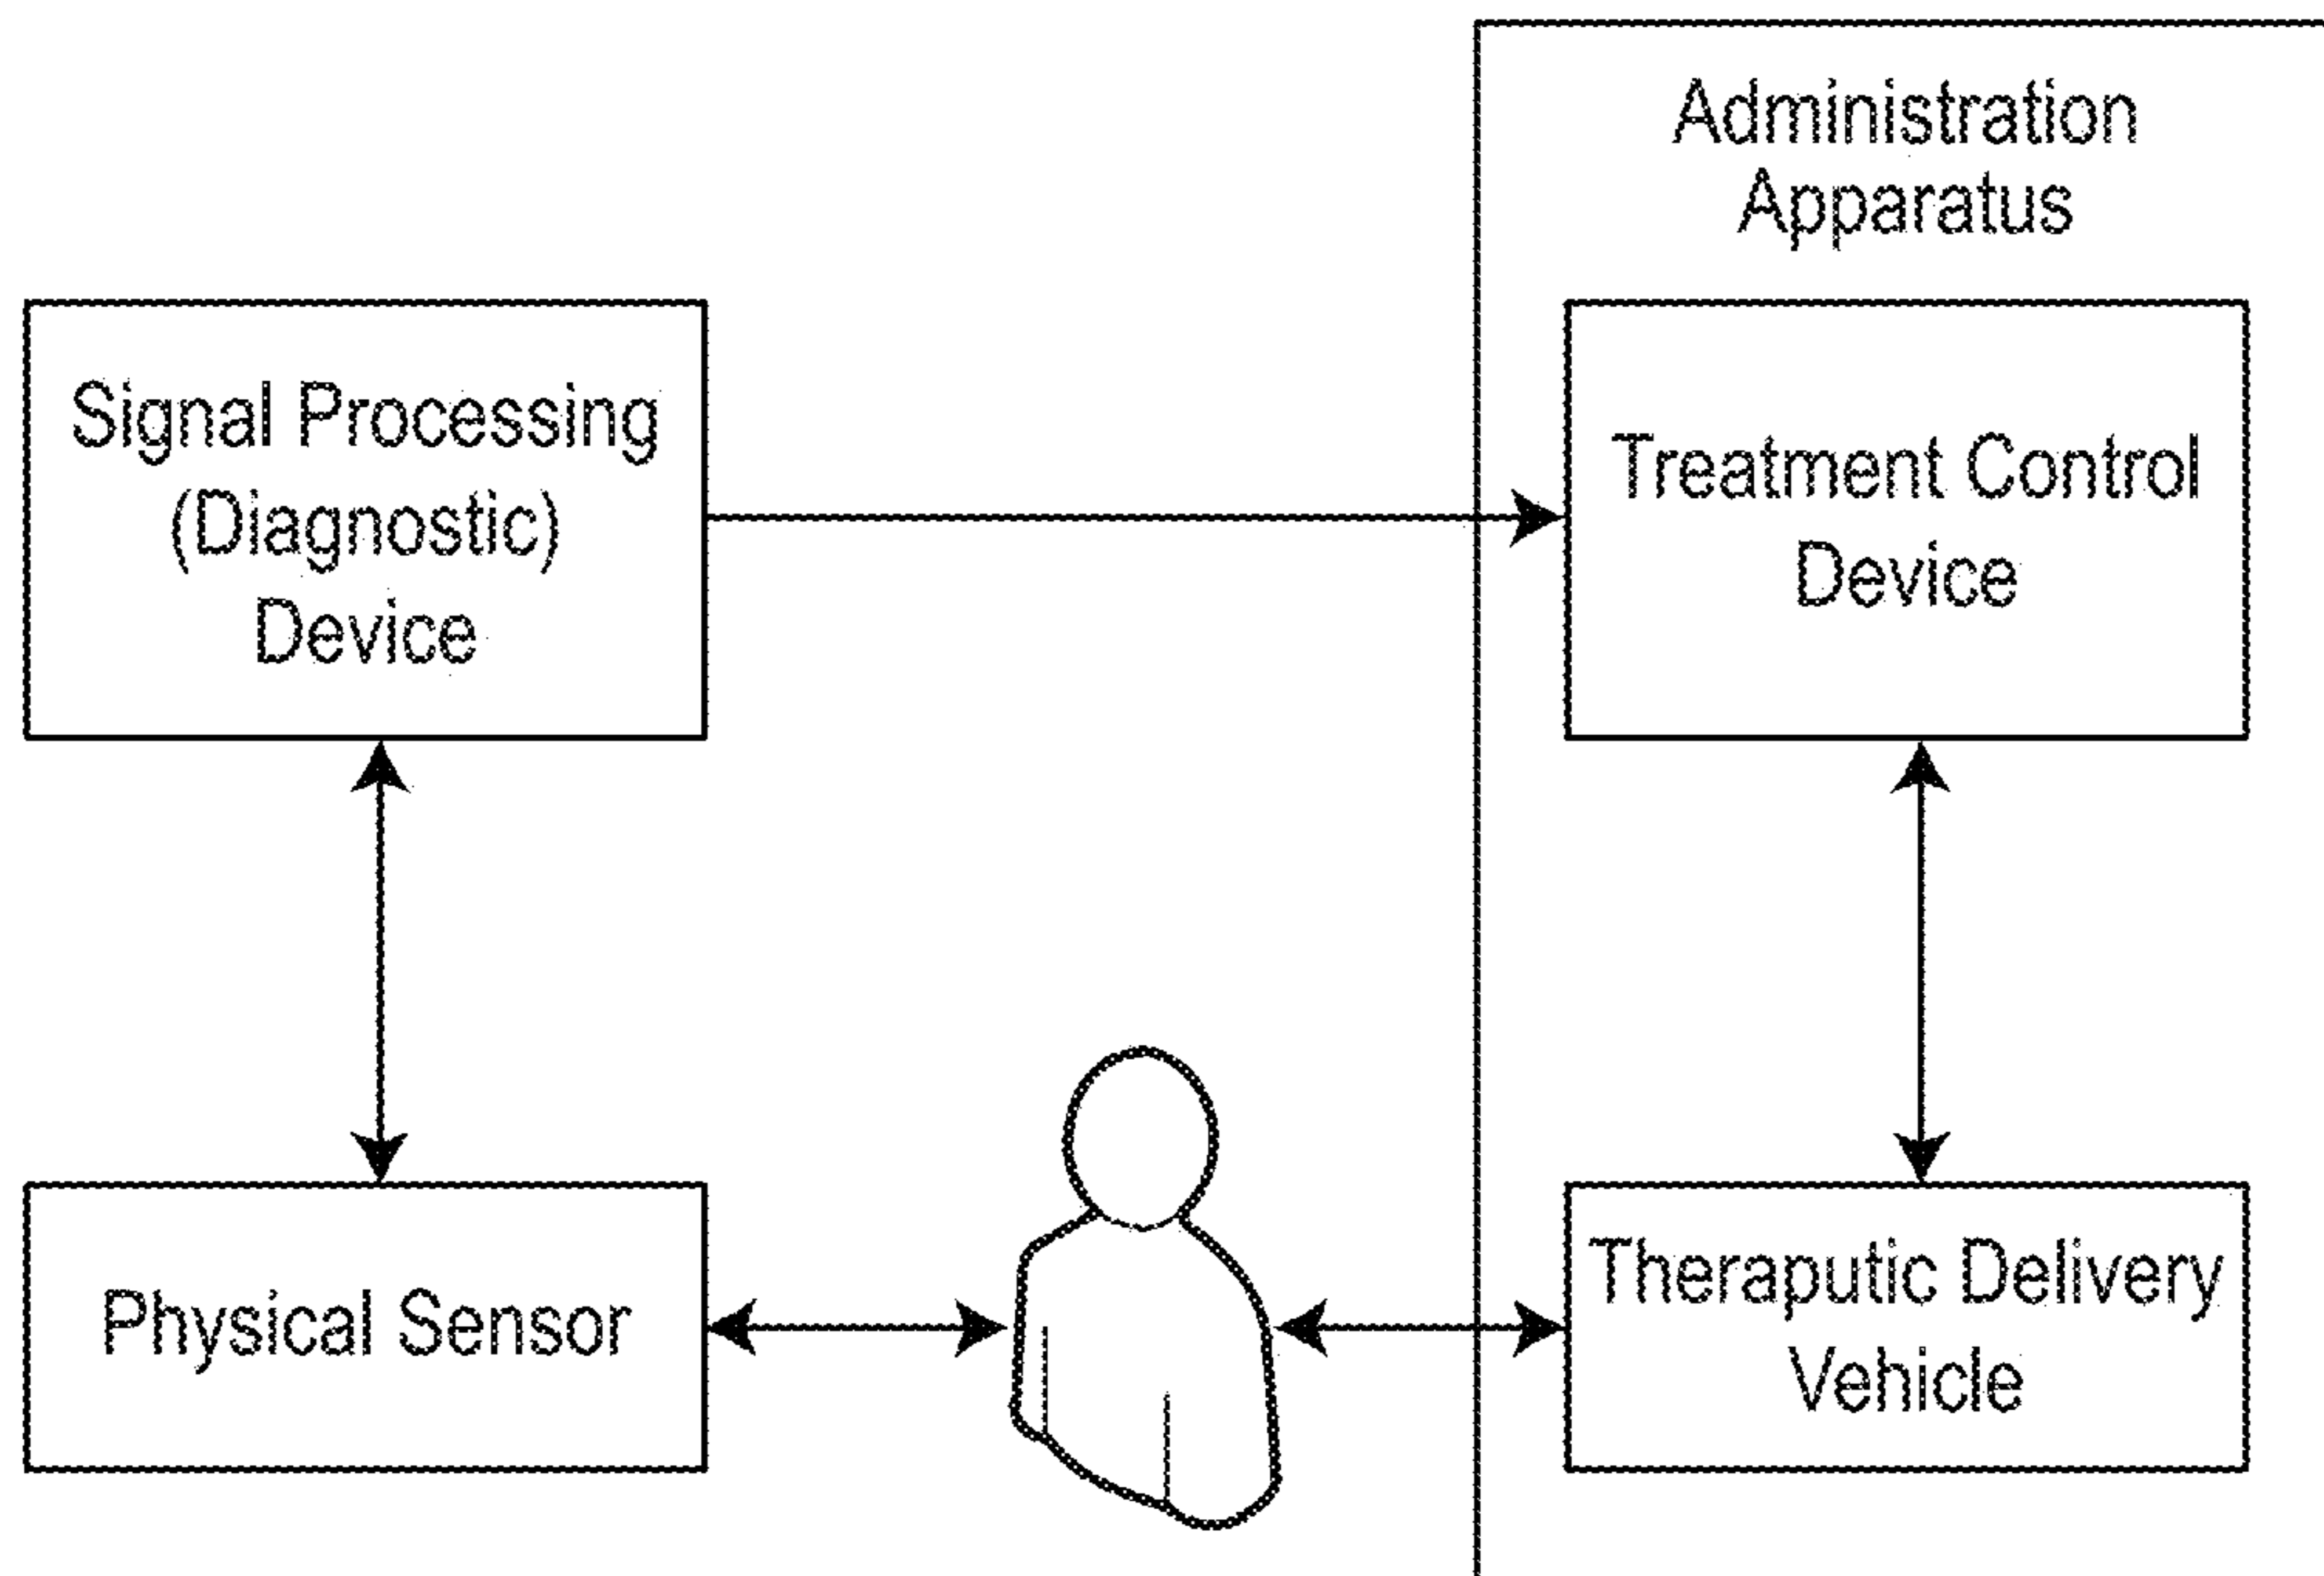 Administration
Apparatus
Signal Processing
(Diagnostic)
Device
Treatment Control
Device
Physical Sensor
Theraputic Delivery
Vehicle